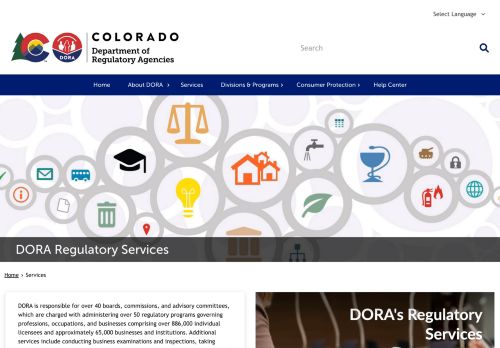 Select Language
COLORADO
Department of
Regulatory Agencies
DORA
Search
Home
About DORA
Services
Divisions & Programs
Consumer Protection
Help Center
DORA Regulatory Services
Home > Services
DORA is responsible for over 40 boards, commissions, and advisory committees,
which are charged with administering over 50 regulatory programs governing
professions, occupations, and businesses comprising over 886,000 individual
licensees and approximately 65,000 businesses and institutions. Additional
services include conducting business examinations and inspections, taking
DORA's Regulatory
Services